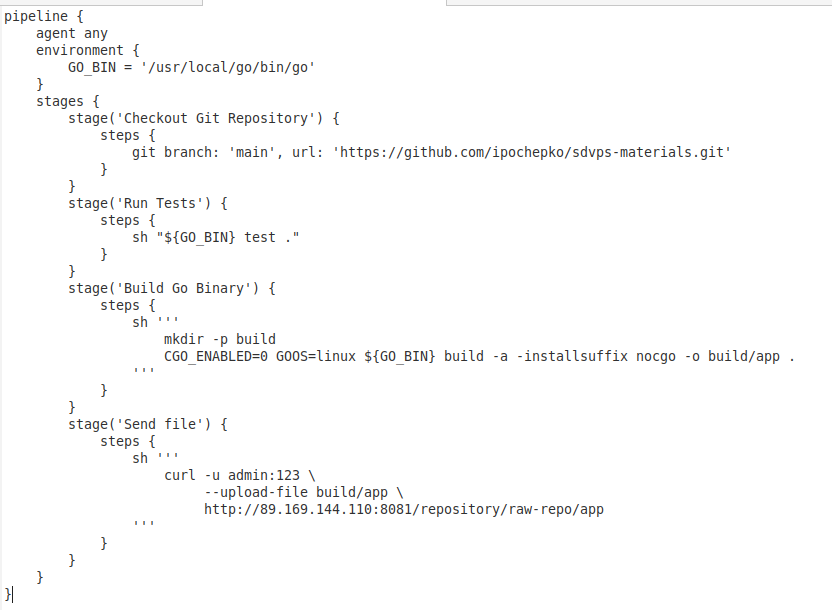 pipeline {
    agent any
    environment {
        GO_BIN = '/usr/local/go/bin/go'
    }
    stages {
        stage('Checkout Git Repository') {
            steps {
                git branch: 'main', url: 'https://github.com/ipochepko/sdvps-materials.git'
            }
        }
        stage('Run Tests') {
            steps {
                sh "${GO_BIN} test ."
            }
        }
        stage('Build Go Binary') {
            steps {
                sh '''
                    mkdir -p build
                    CGO_ENABLED=0 GOOS=linux ${GO_BIN} build -a -installsuffix nocgo -o build/app .
                '''
            }
        }
        stage('Send file') {
            steps {
                sh '''
                    curl -u admin:123 \
                         --upload-file build/app \
                         http://89.169.144.110:8081/repository/raw-repo/app
                '''
            }
        }
    }
}